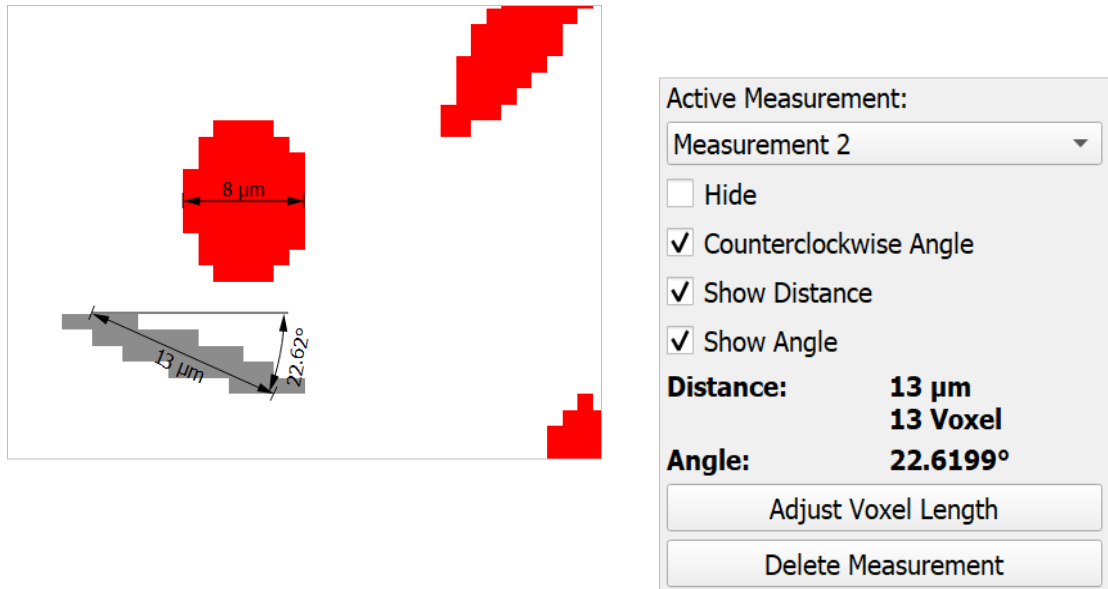 8 µm
13 µm
22.62°
Active Measurement:
Measurement 2
Hide
Counterclockwise Angle
Show Distance
Show Angle
Distance: 13 µm
13 Voxel
Angle: 22.6199°
Adjust Voxel Length
Delete Measurement